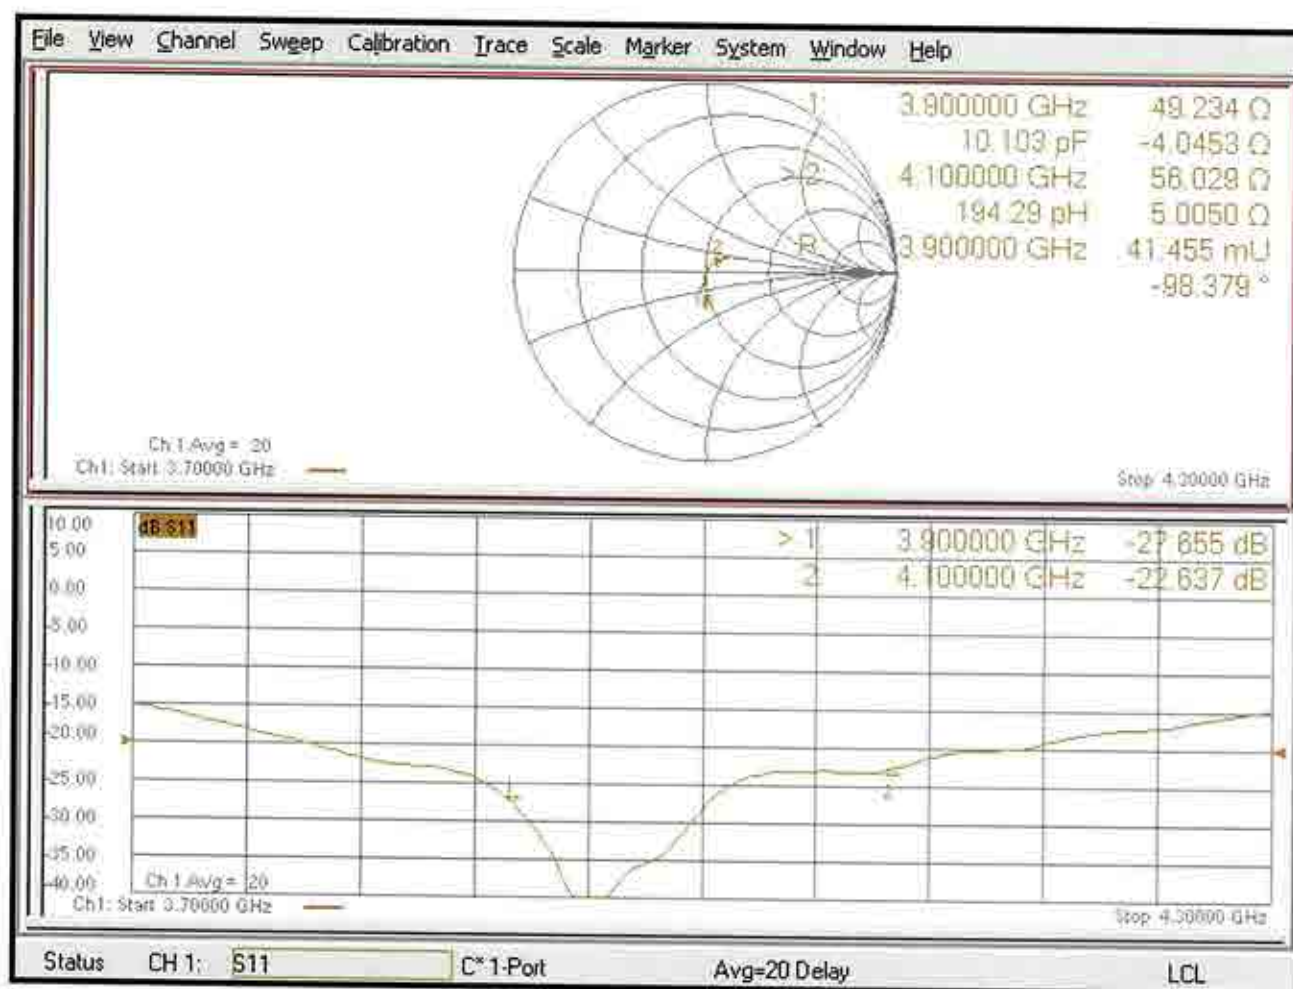 File View Channel Sweep Calibration Trace Scale Marker System Window Help
1: 3.900000 GHz 49.234 Ω
10.103 pF -4.0453 Ω
> 2 4.100000 GHz 56.029 Ω
194.29 pH 5.0050 Ω
R 3.900000 GHz 41.455 mU
-98.379 °
2
1
Ch 1 Avg = 20
Ch1: Start 3.70000 GHz
Stop 4.30000 GHz
10.00
dB S11
> 1: 3.900000 GHz -27.655 dB
5.00
2 4.100000 GHz -22.637 dB
0.00
-5.00
-10.00
-15.00
-20.00
-25.00
-30.00
-35.00
-40.00
1
2
Ch 1 Avg = 20
Ch1: Start 3.70000 GHz
Stop 4.30000 GHz
Status CH 1: S11 C* 1-Port Avg=20 Delay LCL